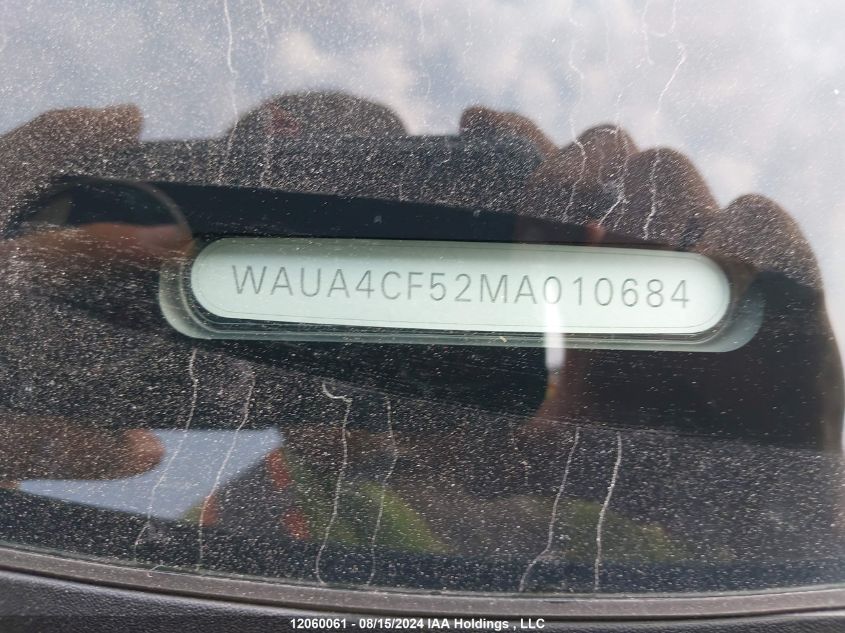 WAUA4CF52MA010684
12060061 - 08/15/2024 IAA Holdings , LLC